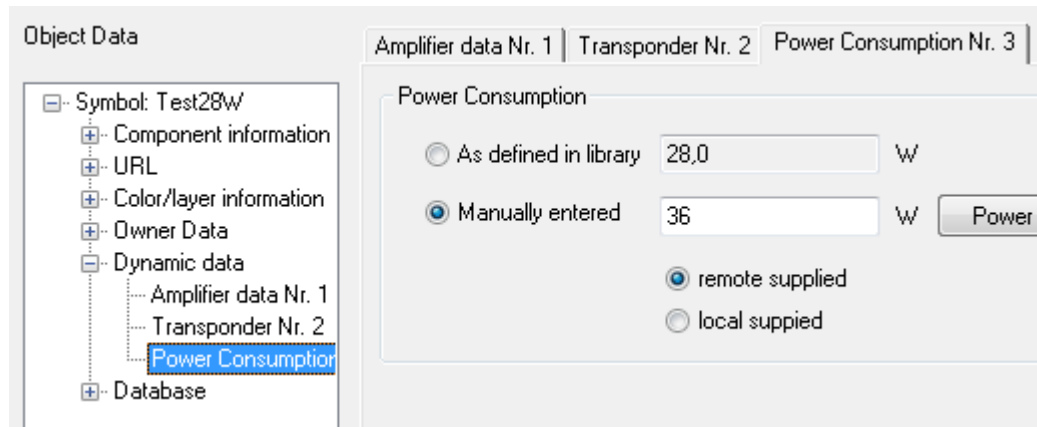 Object Data
Symbol: Test28W
Component information
URL
Color/layer information
Owner Data
Dynamic data
Amplifier data Nr. 1
Transponder Nr. 2
Power Consumption
Database
Amplifier data Nr. 1 Transponder Nr. 2 Power Consumption Nr. 3
Power Consumption
As defined in library 28,0 W
Manually entered 36 W Power
remote supplied
local suppied